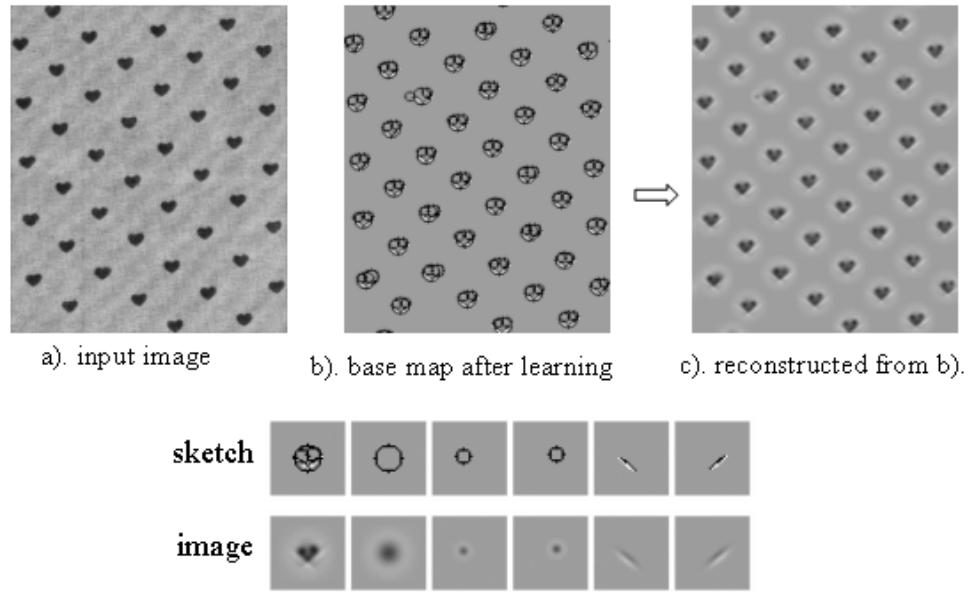 a). input image
b). base map after learning
c). reconstructed from b).
sketch
image